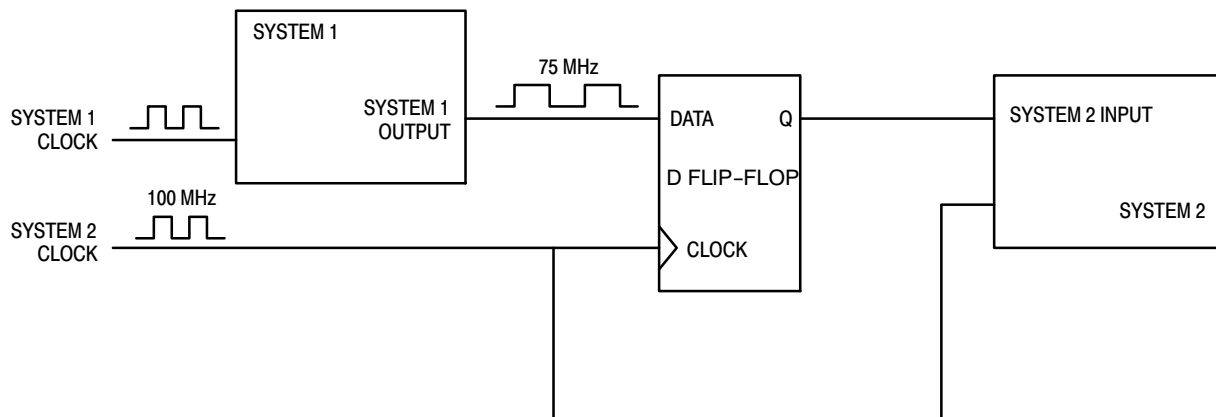 SYSTEM 1
75 MHz
SYSTEM 1
CLOCK
SYSTEM 1
OUTPUT
DATA
Q
SYSTEM 2 INPUT
D FLIP–FLOP
100 MHz
SYSTEM 2
SYSTEM 2
CLOCK
CLOCK